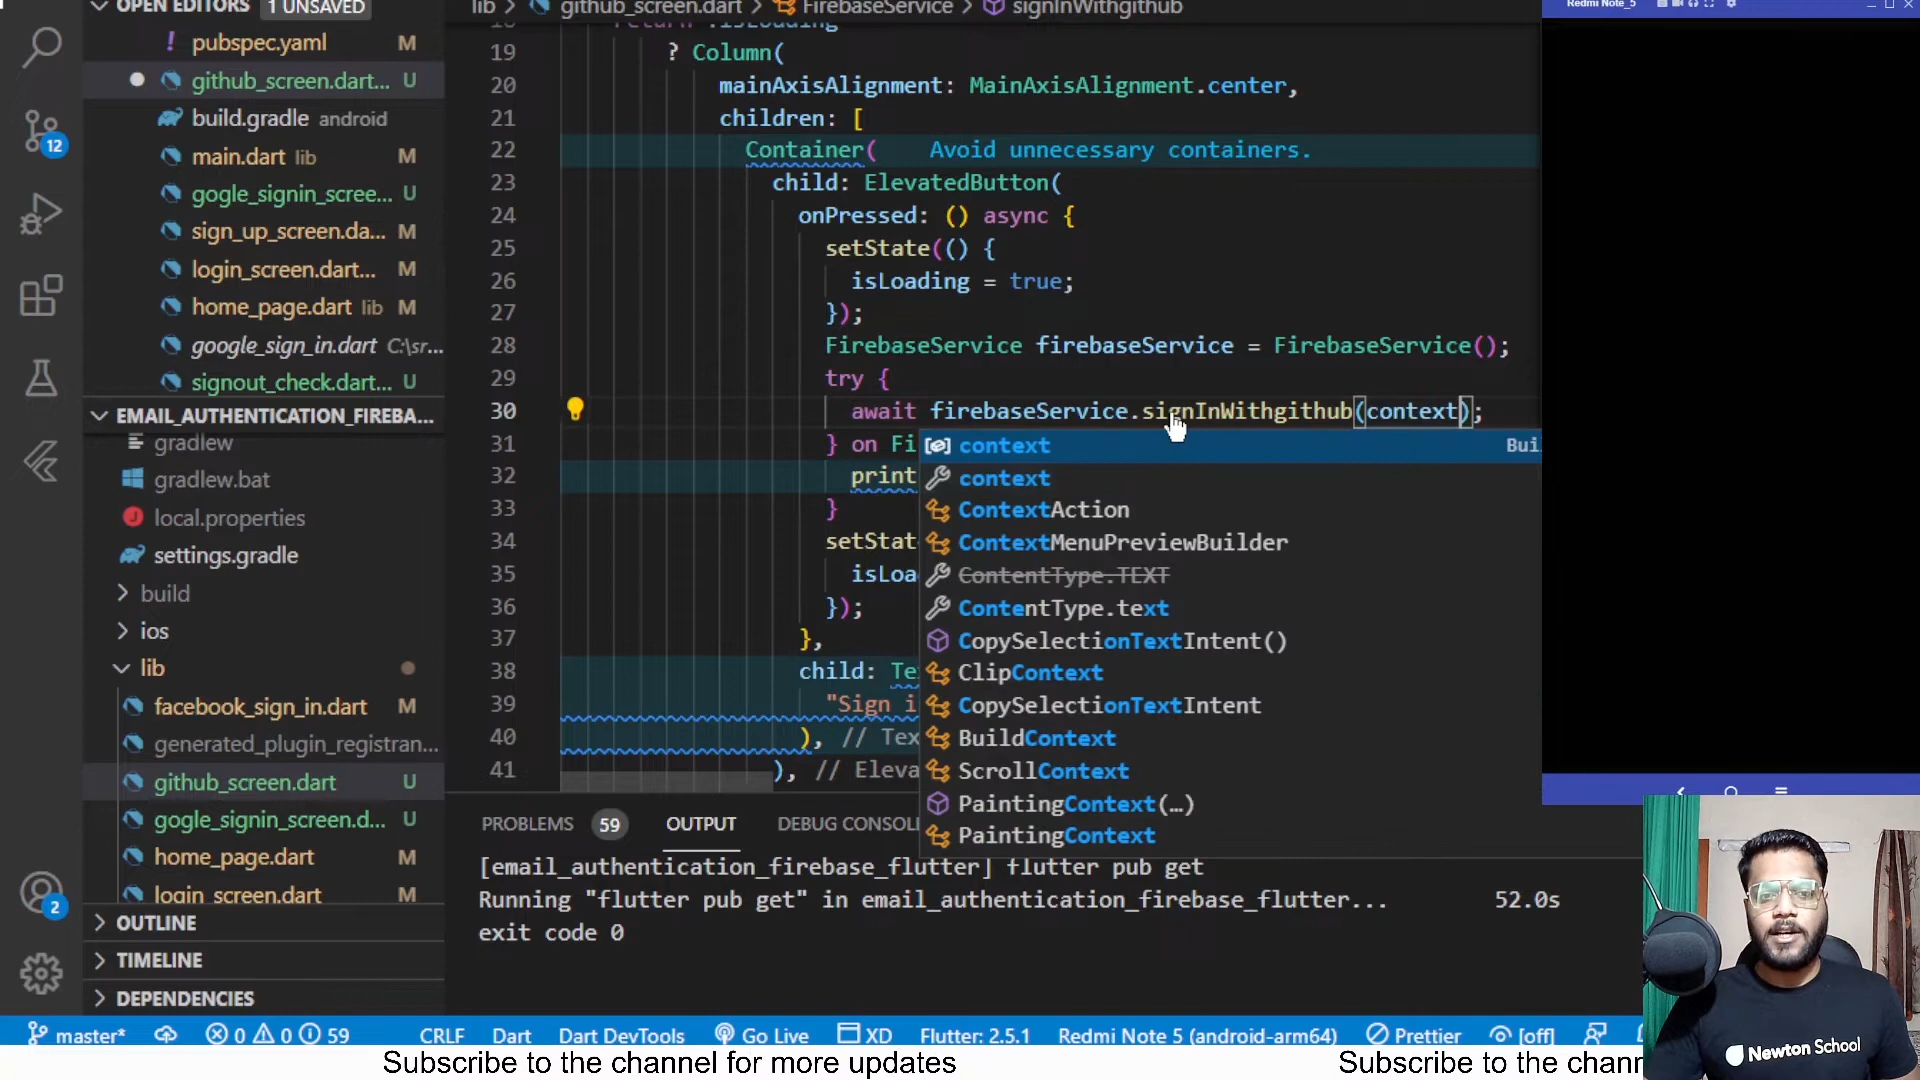 OPEN EDITORS 1 UNSAVED
lib > github_screen.dart > FirebaseService > signInWithgithub
Redmi Note_5
! pubspec.yaml M
github_screen.dart... U
build.gradle android
main.dart lib M
gogle_signin_scree... U
sign_up_screen.da... M
login_screen.dart... M
home_page.dart lib M
google_sign_in.dart C:\sr...
signout_check.dart... U
EMAIL_AUTHENTICATION_FIREBA...
gradlew
gradlew.bat
local.properties
settings.gradle
> build
> ios
lib
facebook_sign_in.dart M
generated_plugin_registran...
github_screen.dart U
gogle_signin_screen.d... U
home_page.dart M
login_screen.dart M
> OUTLINE
> TIMELINE
> DEPENDENCIES
12
2
19 ? Column(
20 mainAxisAlignment: MainAxisAlignment.center,
21 children: [
22 Container( Avoid unnecessary containers.
23 child: ElevatedButton(
24 onPressed: () async {
25 setState(() {
26 isLoading = true;
27 });
28 FirebaseService firebaseService = FirebaseService();
29 try {
30 await firebaseService.signInWithgithub(context);
31 } on Fi
32 print
33 }
34 setStat
35 isLoa
36 });
37 },
38 child: Te
39 "Sign i
40 ), // Tex
41 ), // Eleva
context Bui
context
ContextAction
ContextMenuPreviewBuilder
ContentType.TEXT
ContentType.text
CopySelectionTextIntent()
ClipContext
CopySelectionTextIntent
BuildContext
ScrollContext
PaintingContext(…)
PaintingContext
PROBLEMS 59 OUTPUT DEBUG CONSOL
[email_authentication_firebase_flutter] flutter pub get
Running "flutter pub get" in email_authentication_firebase_flutter... 52.0s
exit code 0
master* 0 0 59 CRLF Dart Dart DevTools Go Live XD Flutter: 2.5.1 Redmi Note 5 (android-arm64) Prettier [off]
Subscribe to the channel for more updates Subscribe to the chann
Newton School